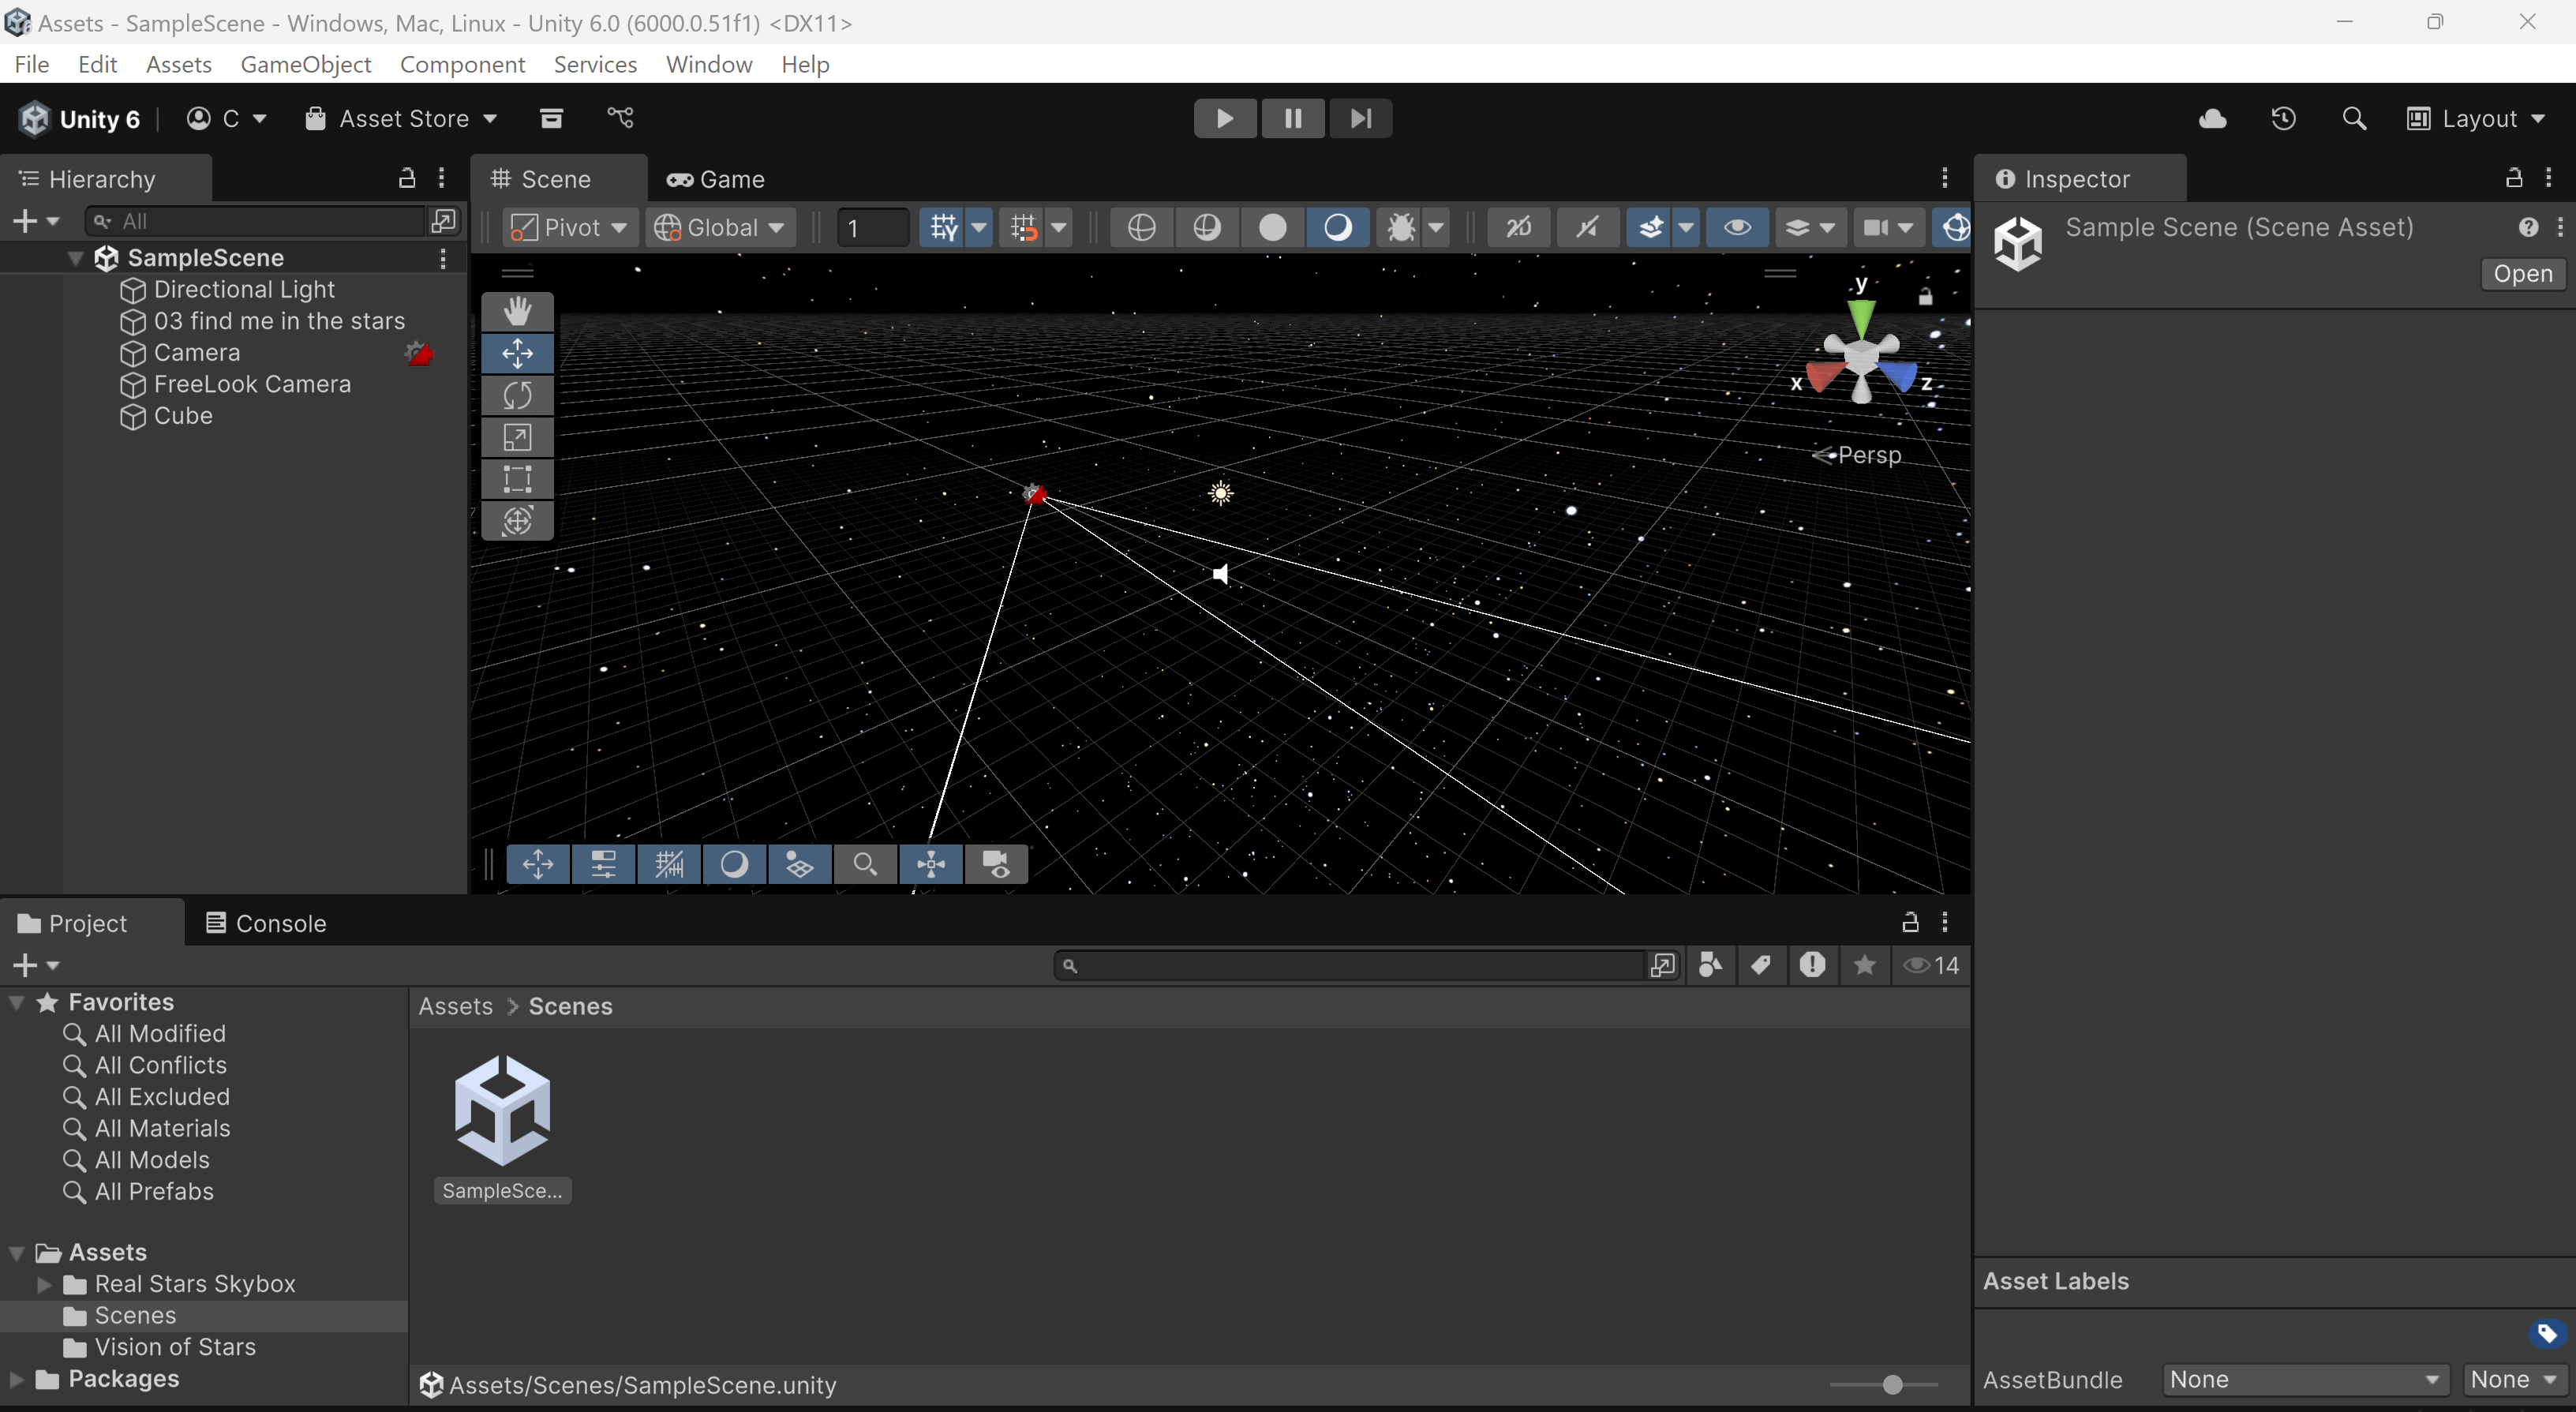 Assets - SampleScene - Windows, Mac, Linux - Unity 6.0 (6000.0.51f1) <DX11>
File Edit Assets GameObject Component Services Window Help
Unity 6 C Asset Store Layout
Hierarchy
Scene Game
Inspector
All
Pivot Global 1 2D
Sample Scene (Scene Asset)
Open
SampleScene
Directional Light
03 find me in the stars
Camera
FreeLook Camera
Cube
y
x z
Persp
Project Console
14
Favorites
All Modified
All Conflicts
All Excluded
All Materials
All Models
All Prefabs
Assets
Real Stars Skybox
Scenes
Vision of Stars
Packages
Assets > Scenes
SampleSce...
Assets/Scenes/SampleScene.unity
Asset Labels
AssetBundle None None